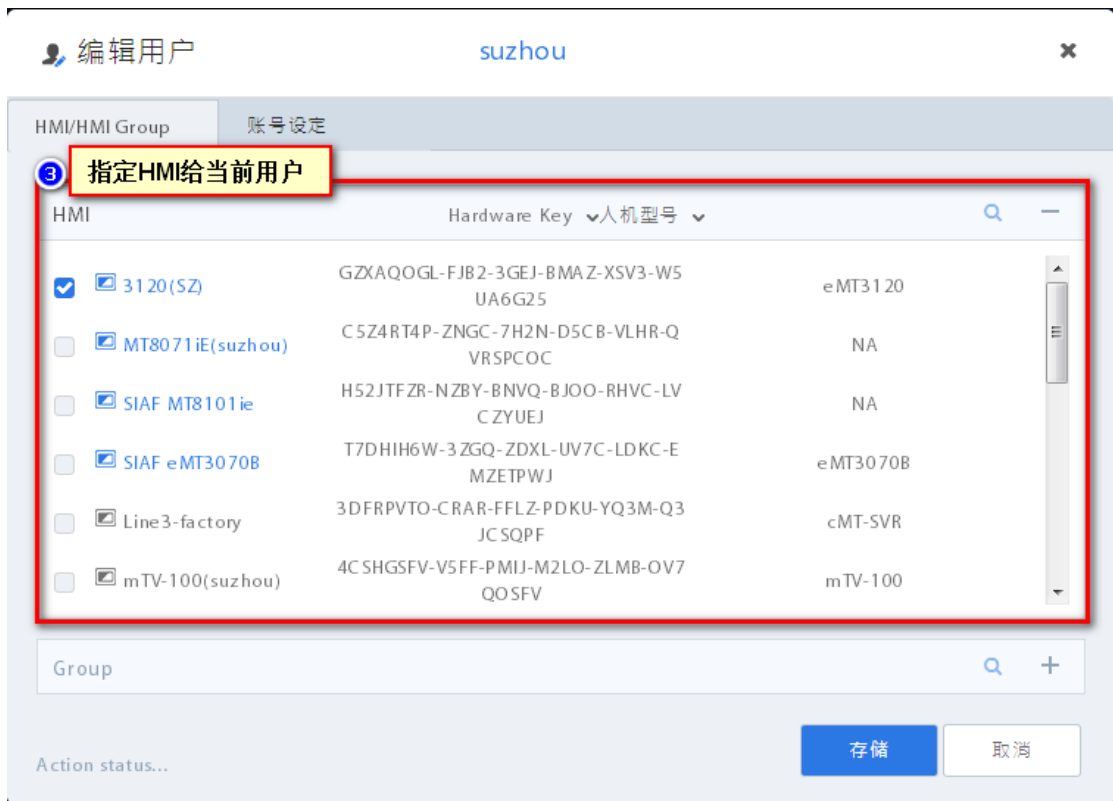 编辑用户 suzhou
HMI/HMI Group 账号设定
3 指定HMI给当前用户
HMI Hardware Key 人机型号
3120(SZ) GZXAQOGL-FJB2-3GEJ-BMAZ-XSV3-W5 eMT3120
UA6G25
MT8071iE(suzhou) C5Z4RT4P-ZNGC-7H2N-D5CB-VLHR-Q NA
VRSPCOC
SIAF MT8101ie H52JTFZR-NZBY-BNVQ-BJOO-RHVC-LV NA
CZYUEJ
SIAF eMT3070B T7DHIH6W-3ZGQ-ZDXL-UV7C-LDKC-E eMT3070B
MZETPWJ
Line3-factory 3DFRPVTO-CRAR-FFLZ-PDKU-YQ3M-Q3 cMT-SVR
JCSQPF
mTV-100(suzhou) 4CSHGSFV-V5FF-PMIJ-M2LO-ZLMB-OV7 mTV-100
QOSFV
Group
存储 取消
Action status...